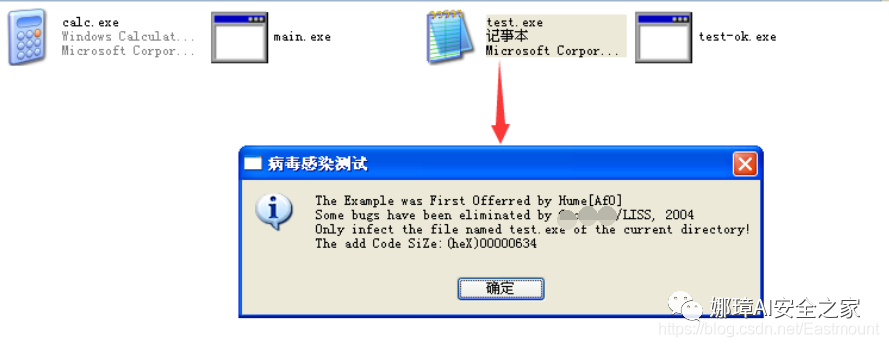 calc.exe
Windows Calculat...
Microsoft Corpor...
main.exe
test.exe
记事本
Microsoft Corpor...
test-ok.exe
病毒感染测试
The Example was First Offerred by Hume[AfO]
Some bugs have been eliminated by /LISS, 2004
Only infect the file named test.exe of the current directory!
The add Code SiZe:(heX)00000634
确定
娜璋AI安全之家
https://blog.csdn.net/Eastmount